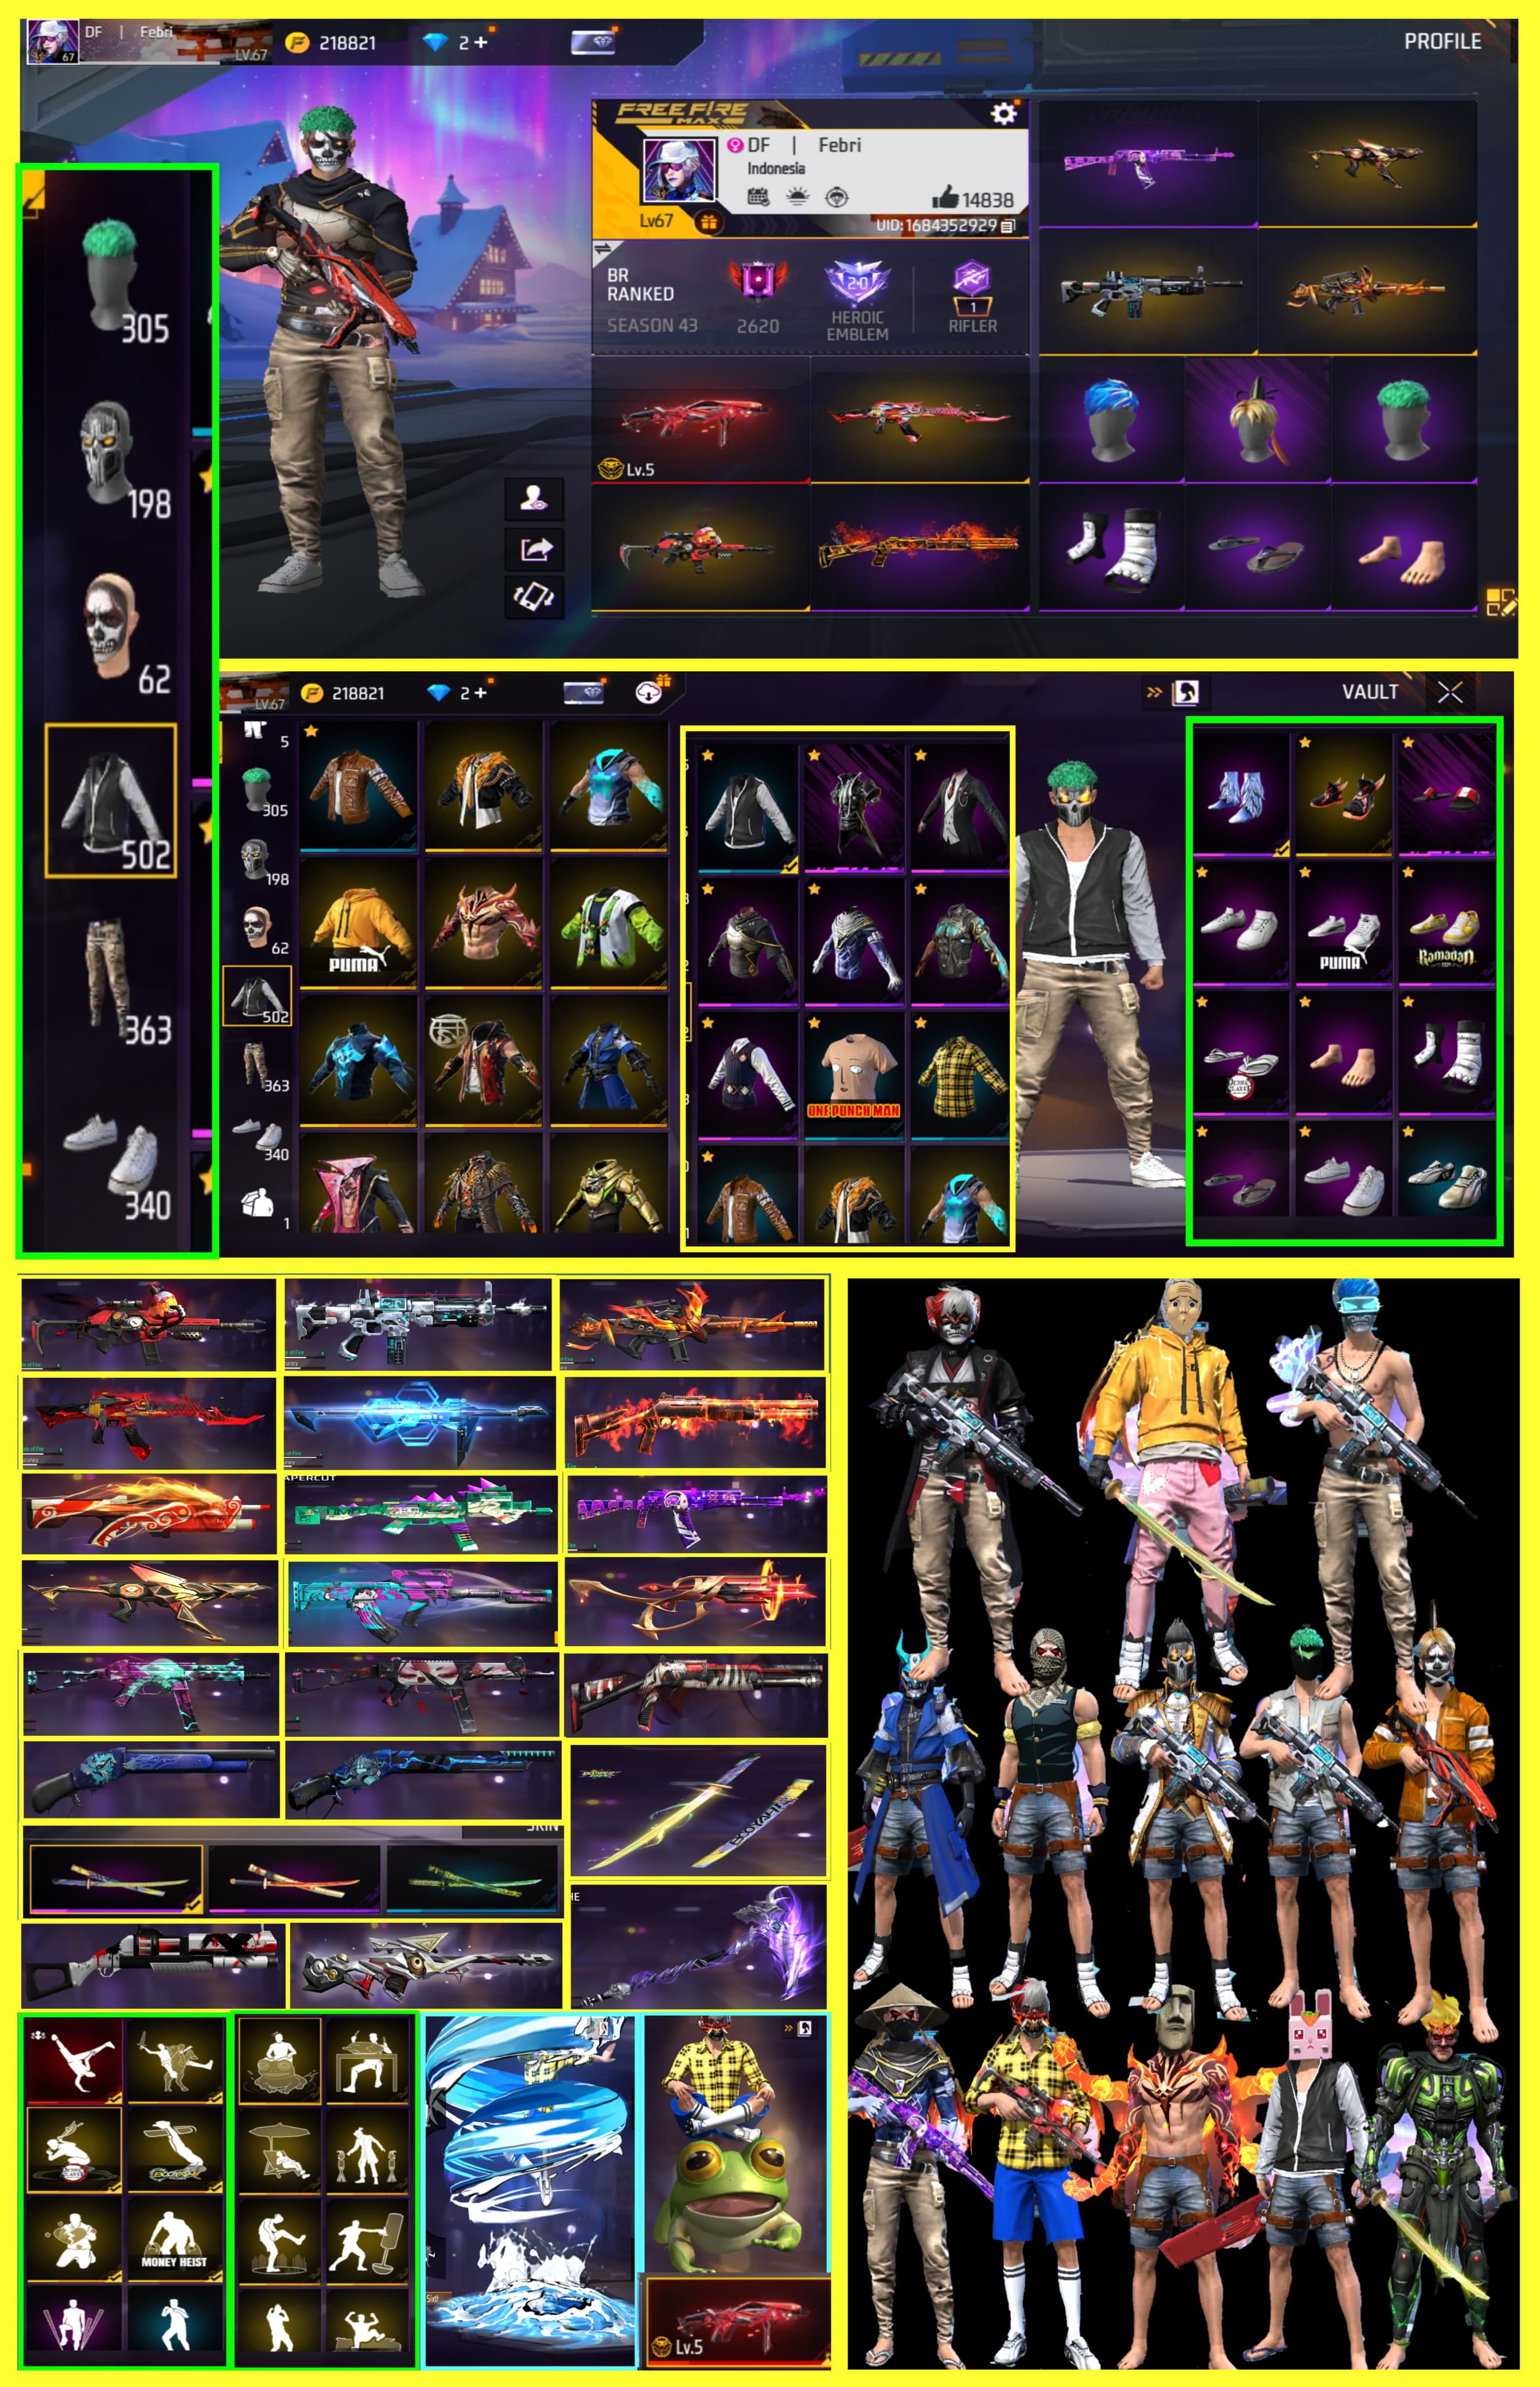 DF | Febri
67
LV.67
218821
2 +
PROFILE
FREE FIRE
MAX
DF | Febri
Indonesia
14838
Lv67
UID:1684352929
BR
RANKED
SEASON 43
2620
20
HEROIC
EMBLEM
1
RIFLER
Lv.5
305
198
62
502
363
340
LV.67
218821
2 +
VAULT
5
305
198
62
502
363
340
1
PUMA
ONE PUNCH MAN
PUMA
Ramadan
APERCUT
SKIN
BOOYAH
HE
MONEY HEIST
Lv.5